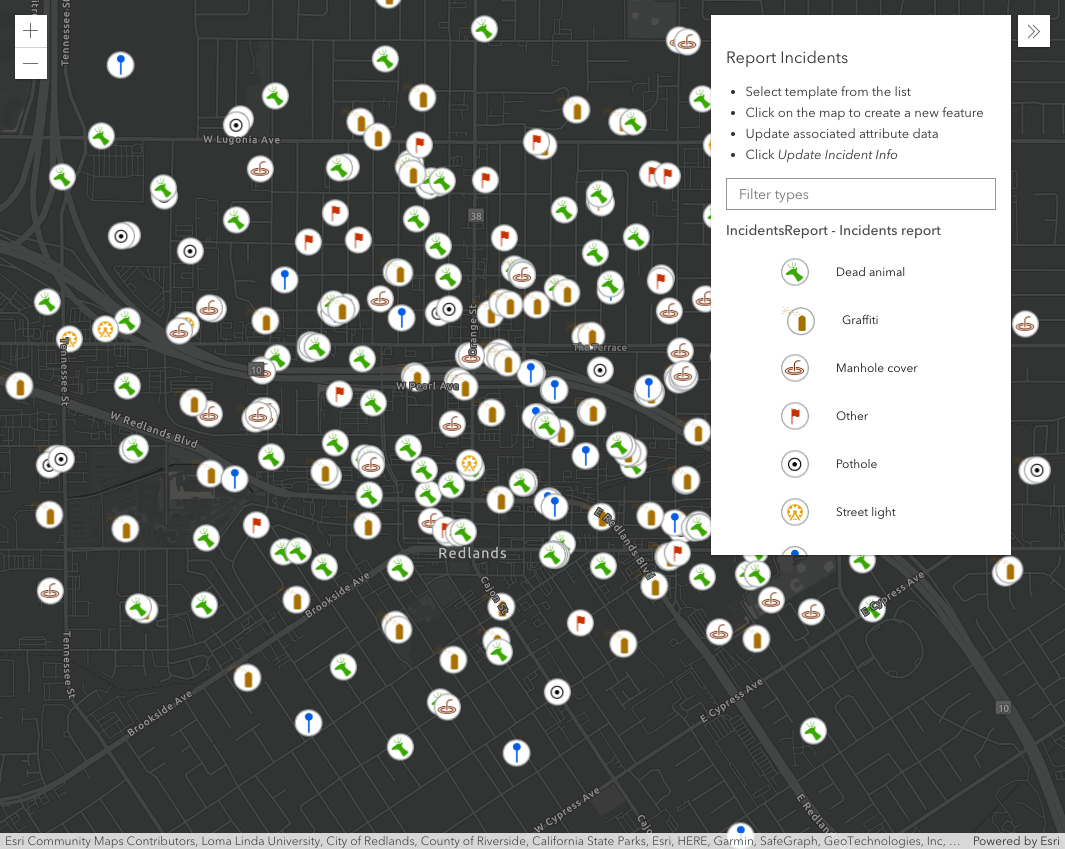 Report Incidents
Select template from the list
Click on the map to create a new feature
Update associated attribute data
Click Update Incident Info
Filter types
IncidentsReport - Incidents report
Dead animal
Graffiti
Manhole cover
Other
Pothole
Street light
Tennessee St
W Lugonia Ave
38
Orange St
The Terrace
10
W Pearl Ave
Tennessee St
W Redlands Blvd
E Redlands Blvd
Redlands
Cajon St
Brookside Ave
E Cypress Ave
Tennessee St
Brookside Ave
E Cypress Ave
10
W Cypress Ave
Esri Community Maps Contributors, Loma Linda University, City of Redlands, County of Riverside, California State Parks, Esri, HERE, Garmin, SafeGraph, GeoTechnologies, Inc, …
Powered by Esri